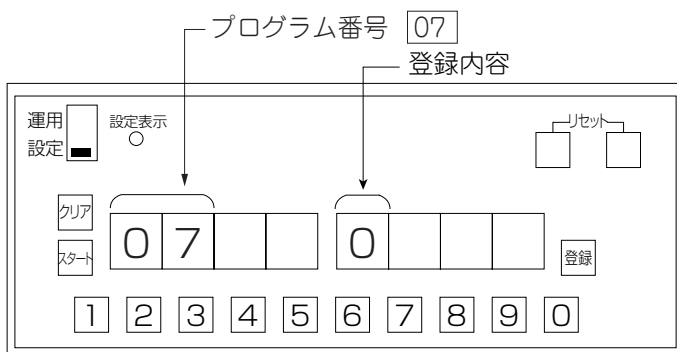 プログラム番号 07
登録内容
運用
設定
設定表示
リセット
クリア
スタート
07 0
登録
1 2 3 4 5 6 7 8 9 0